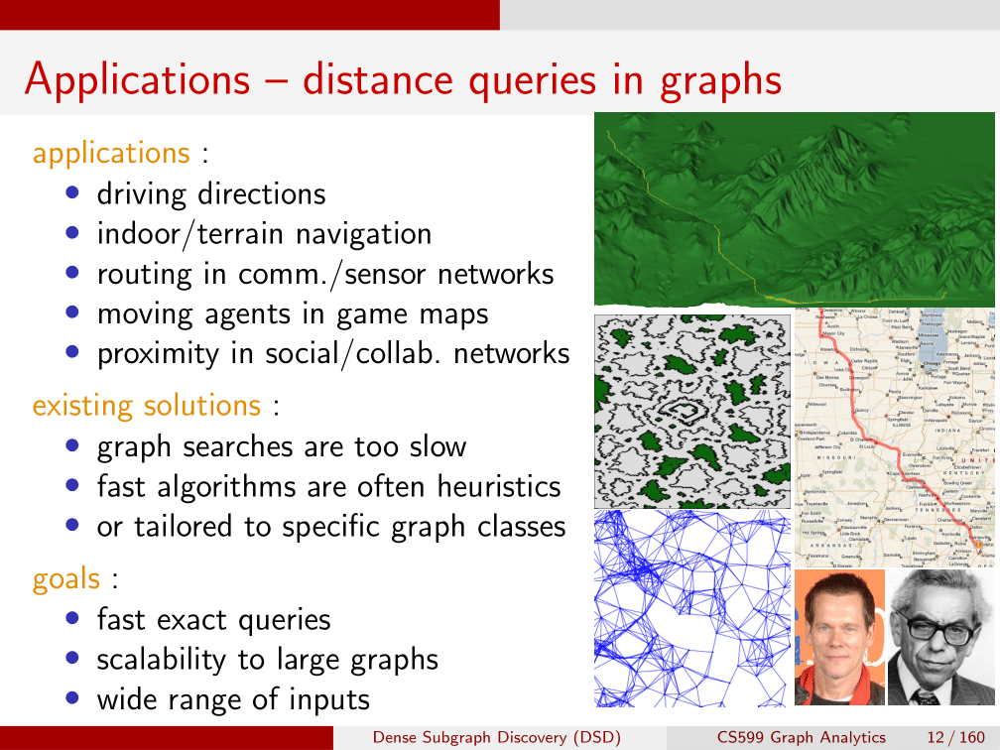 Applications – distance queries in graphs
applications :
• driving directions
• indoor/terrain navigation
• routing in comm./sensor networks
• moving agents in game maps
• proximity in social/collab. networks
existing solutions :
• graph searches are too slow
• fast algorithms are often heuristics
• or tailored to specific graph classes
goals :
• fast exact queries
• scalability to large graphs
• wide range of inputs
Dense Subgraph Discovery (DSD)
CS599 Graph Analytics
12 / 160